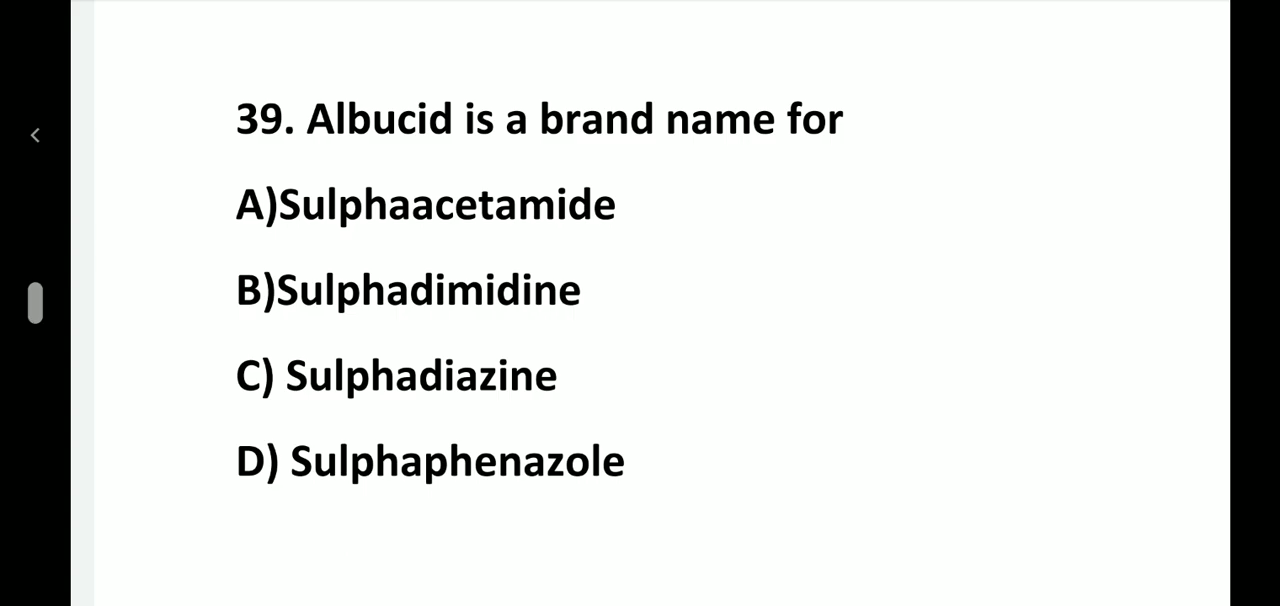 39. Albucid is a brand name for
A)Sulphaacetamide
B)Sulphadimidine
C) Sulphadiazine
D) Sulphaphenazole